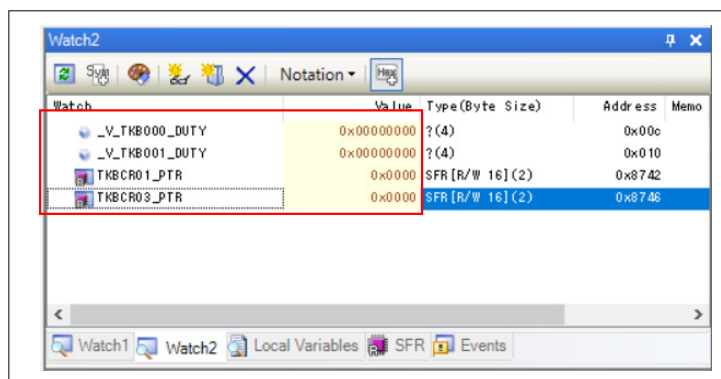 Watch2
Sym Notation Hex
Watch Value Type(Byte Size) Address Memo
_V_TKB000_DUTY 0x00000000 ?(4) 0x00c
_V_TKB001_DUTY 0x00000000 ?(4) 0x010
TKBCR01_PTR 0x0000 SFR[R/W 16](2) 0x8742
TKBCR03_PTR 0x0000 SFR[R/W 16](2) 0x8746
Watch1 Watch2 Local Variables SFR Events